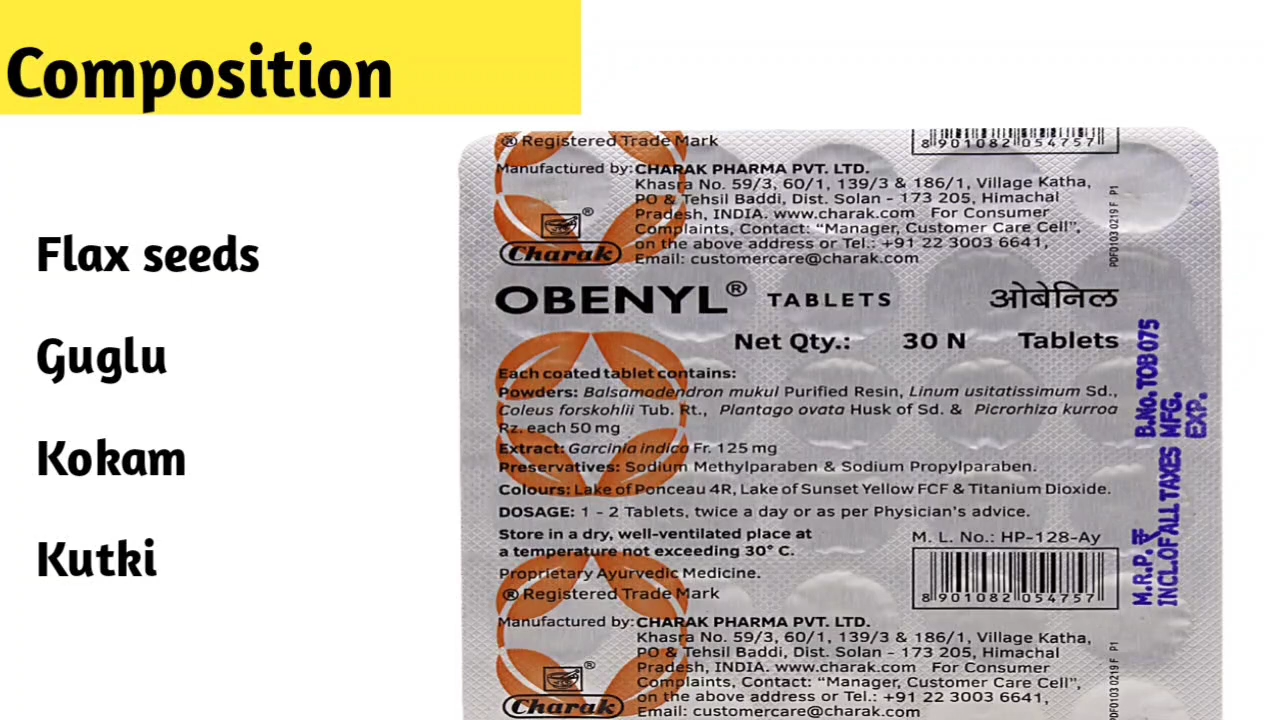 Composition
Flax seeds
Guglu
Kokam
Kutki
® Registered Trade Mark
8 901082 054757
Manufactured by: CHARAK PHARMA PVT. LTD.
Khasra No. 59/3, 60/1, 139/3 & 186/1, Village Katha,
PO & Tehsil Baddi, Dist. Solan - 173 205, Himachal
Pradesh, INDIA. www.charak.com For Consumer
Complaints, Contact: “Manager, Customer Care Cell”,
on the above address or Tel.: +91 22 3003 6641,
Email: customercare@charak.com
Charak®
PDF0103 0219 F P1
OBENYL® TABLETS ओबेनिल
Net Qty.: 30 N Tablets
Each coated tablet contains:
Powders: Balsamodendron mukul Purified Resin, Linum usitatissimum Sd.,
Coleus forskohlii Tub. Rt., Plantago ovata Husk of Sd. & Picrorhiza kurroa
Rz. each 50 mg
Extract: Garcinia indica Fr. 125 mg
Preservatives: Sodium Methylparaben & Sodium Propylparaben.
Colours: Lake of Ponceau 4R, Lake of Sunset Yellow FCF & Titanium Dioxide.
DOSAGE: 1 - 2 Tablets, twice a day or as per Physician’s advice.
Store in a dry, well-ventilated place at
a temperature not exceeding 30° C.
M. L. No.: HP-128-Ay
Proprietary Ayurvedic Medicine.
® Registered Trade Mark
8 901082 054757
B.No. TOB075
MFG.
EXP.
M.R.P. ₹
INCL.OF ALL TAXES
Manufactured by: CHARAK PHARMA PVT. LTD.
Khasra No. 59/3, 60/1, 139/3 & 186/1, Village Katha,
PO & Tehsil Baddi, Dist. Solan - 173 205, Himachal
Pradesh, INDIA. www.charak.com For Consumer
Complaints, Contact: “Manager, Customer Care Cell”,
on the above address or Tel.: +91 22 3003 6641,
Email: customercare@charak.com
Charak®
PDF0103 0219 F P1